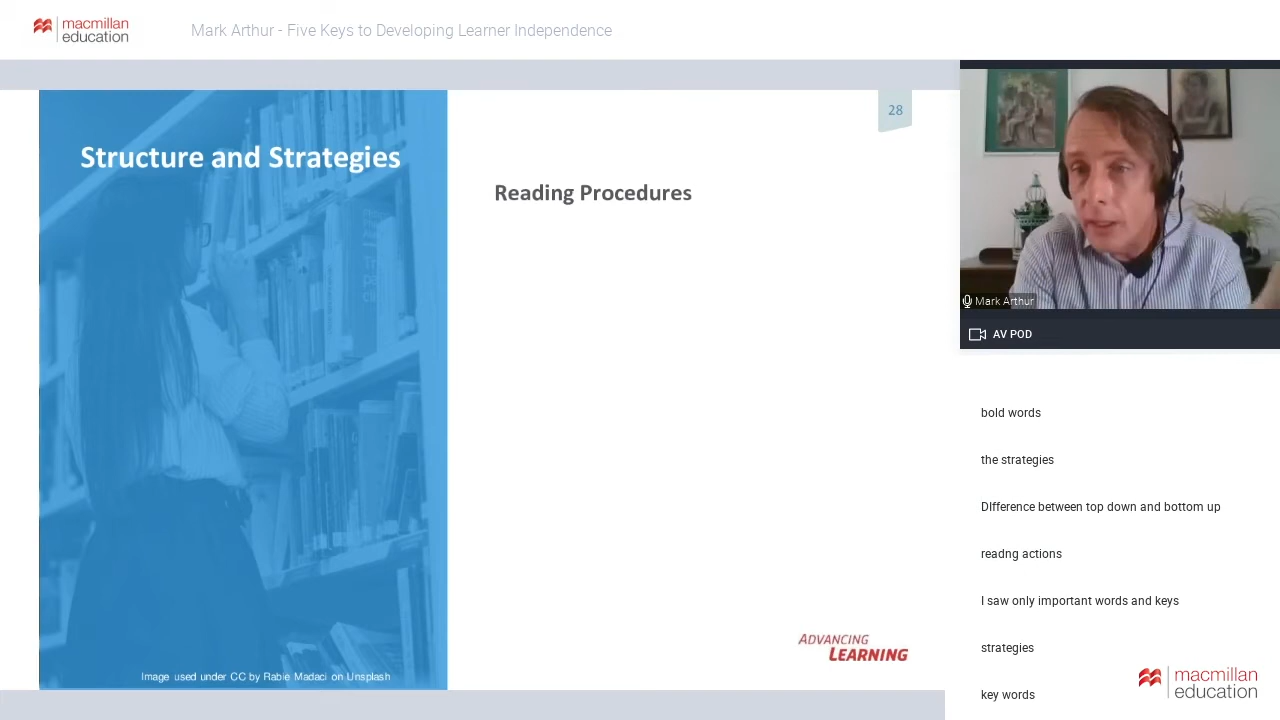 macmillan
education
Mark Arthur - Five Keys to Developing Learner Independence
28
Structure and Strategies
Reading Procedures
Mark Arthur
AV POD
bold words
the strategies
DIfference between top down and bottom up
readng actions
I saw only important words and keys
strategies
key words
ADVANCING
LEARNING
Image used under CC by Rabie Madaci on Unsplash
macmillan
education